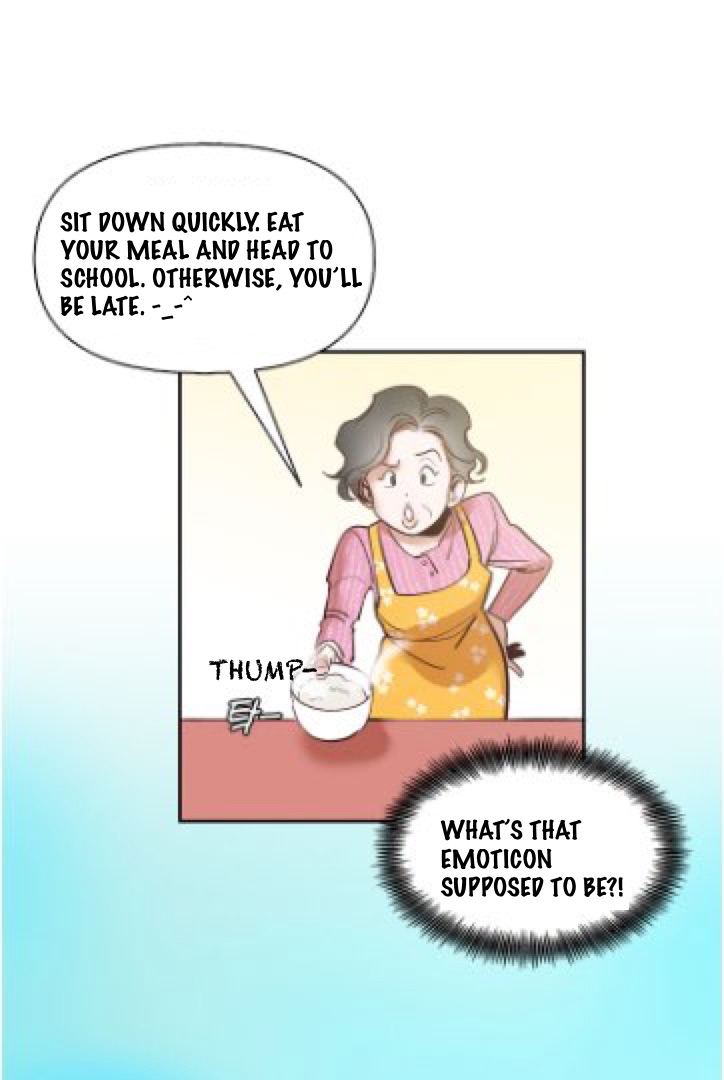 SIT DOWN QUICKLY. EAT
YOUR MEAL AND HEAD TO
SCHOOL. OTHERWISE, YOU'LL
BE LATE. -_-^
THUMP-
탁-
WHAT'S THAT
EMOTICON
SUPPOSED TO BE?!